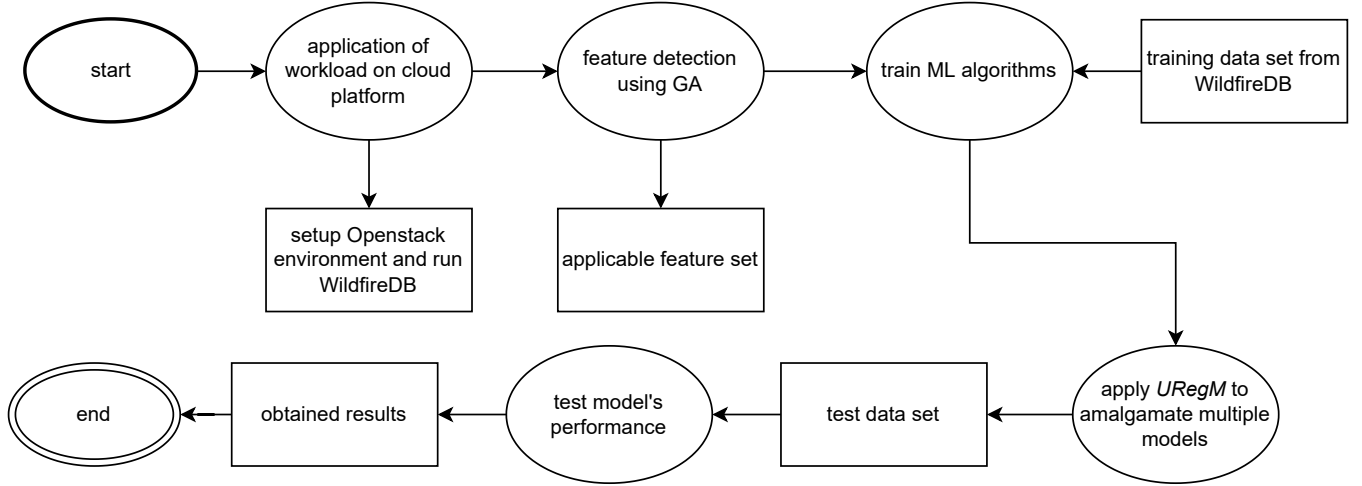 start
application of
workload on cloud
platform
feature detection
using GA
train ML algorithms
training data set from
WildfireDB
setup Openstack
environment and run
WildfireDB
applicable feature set
end
obtained results
test model's
performance
test data set
apply URegM to
amalgamate multiple
models